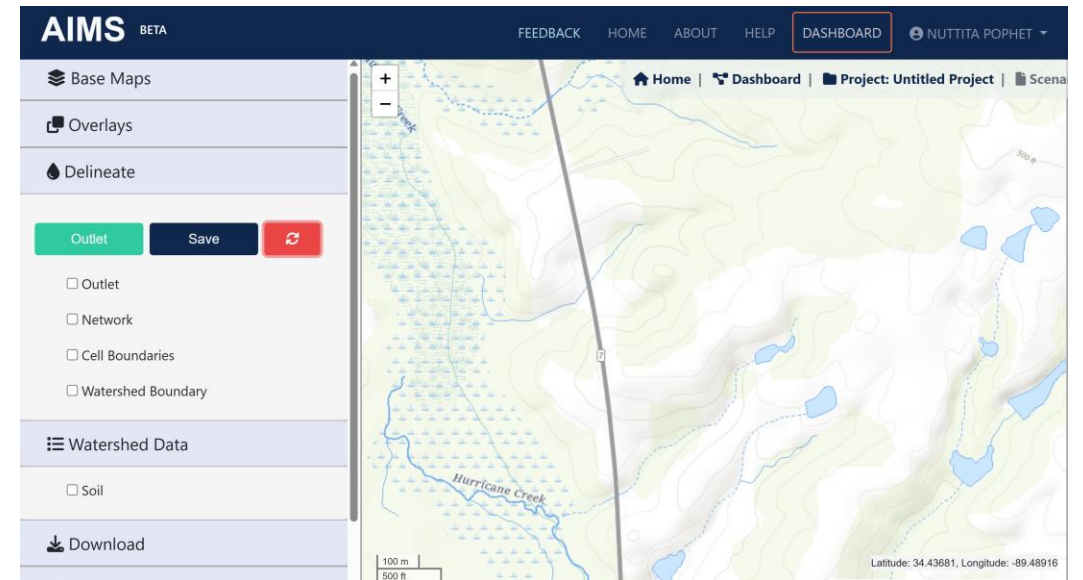 AIMS BETA
FEEDBACK HOME ABOUT HELP DASHBOARD NUTTITA POPHET
Base Maps
Overlays
Delineate
Outlet Save
Outlet
Network
Cell Boundaries
Watershed Boundary
Watershed Data
Soil
Download
+
−
Home | Dashboard | Project: Untitled Project | Scena
Creek
500 ft
7
Hurricane Creek
100 m
500 ft
Latitude: 34.43681, Longitude: -89.48916